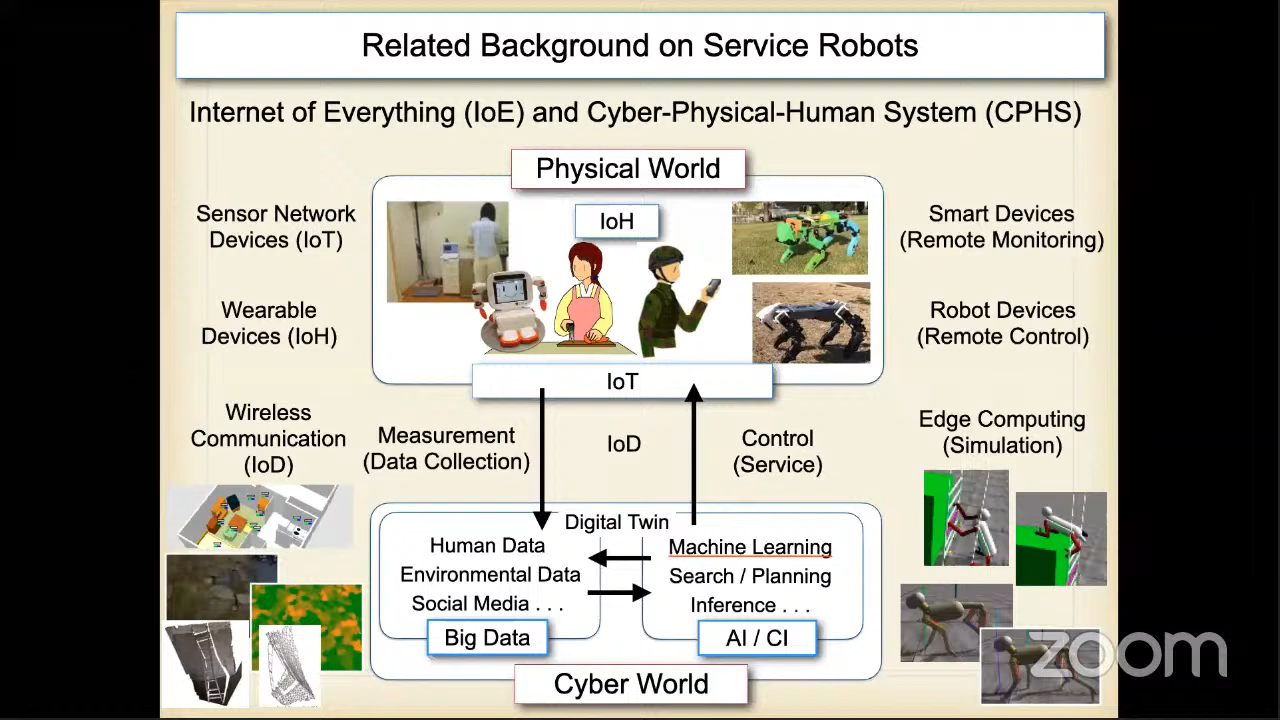 Related Background on Service Robots
Internet of Everything (IoE) and Cyber-Physical-Human System (CPHS)
Physical World
Sensor Network
Devices (IoT)
IoH
Smart Devices
(Remote Monitoring)
Wearable
Devices (IoH)
Robot Devices
(Remote Control)
IoT
Wireless
Communication
(IoD)
Measurement
(Data Collection)
IoD
Control
(Service)
Edge Computing
(Simulation)
Digital Twin
Human Data
Environmental Data
Social Media . . .
Machine Learning
Search / Planning
Inference . . .
Big Data
AI / CI
Cyber World
zoom